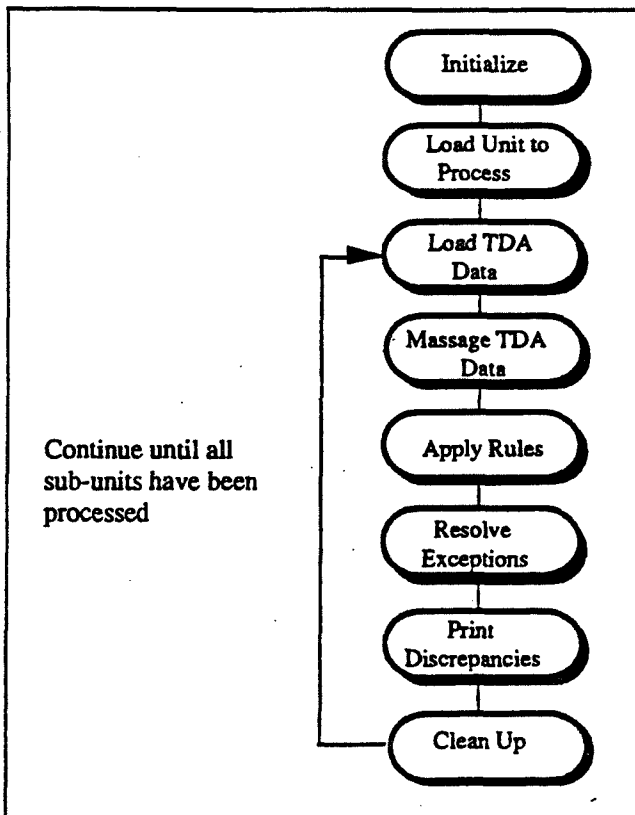 Initialize
Load Unit to
Process
Load TDA
Data
Massage TDA
Data
Continue until all
sub-units have been
processed
Apply Rules
Resolve
Exceptions
Print
Discrepancies
Clean Up